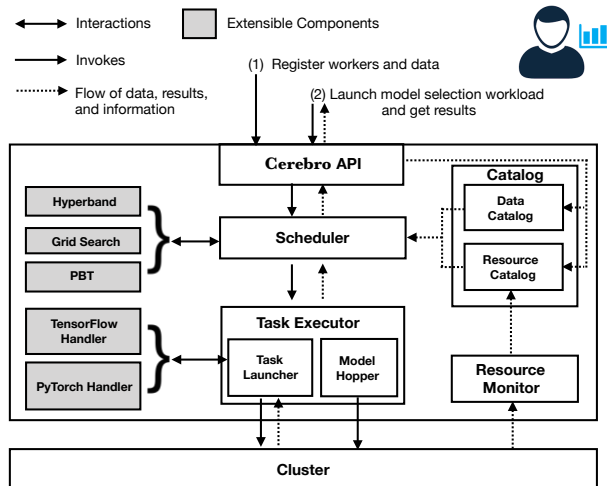 Interactions
Extensible Components
Invokes
Flow of data, results,
and information
(1) Register workers and data
(2) Launch model selection workload
and get results
Cerebro API
Catalog
Hyperband
Grid Search
PBT
Scheduler
Data
Catalog
Resource
Catalog
TensorFlow
Handler
PyTorch Handler
Task Executor
Task
Launcher
Model
Hopper
Resource
Monitor
Cluster